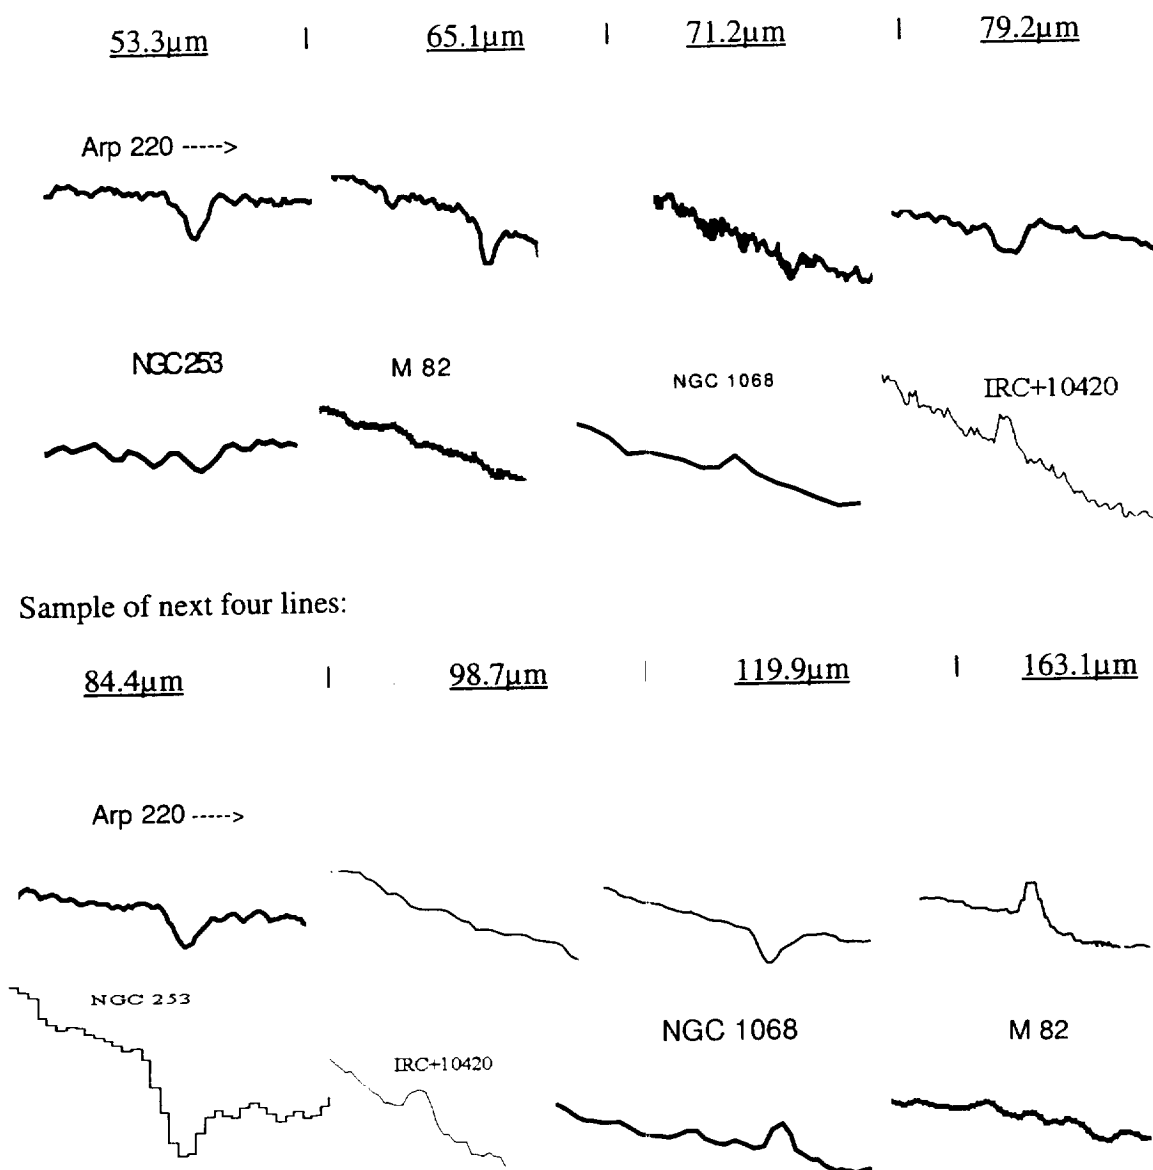 53.3µm | 65.1µm | 71.2µm | 79.2µm
Arp 220 ----->
NGC253 M 82 NGC 1068 IRC+10420
Sample of next four lines:
84.4µm | 98.7µm | 119.9µm | 163.1µm
Arp 220 ----->
NGC 253 IRC+10420 NGC 1068 M 82